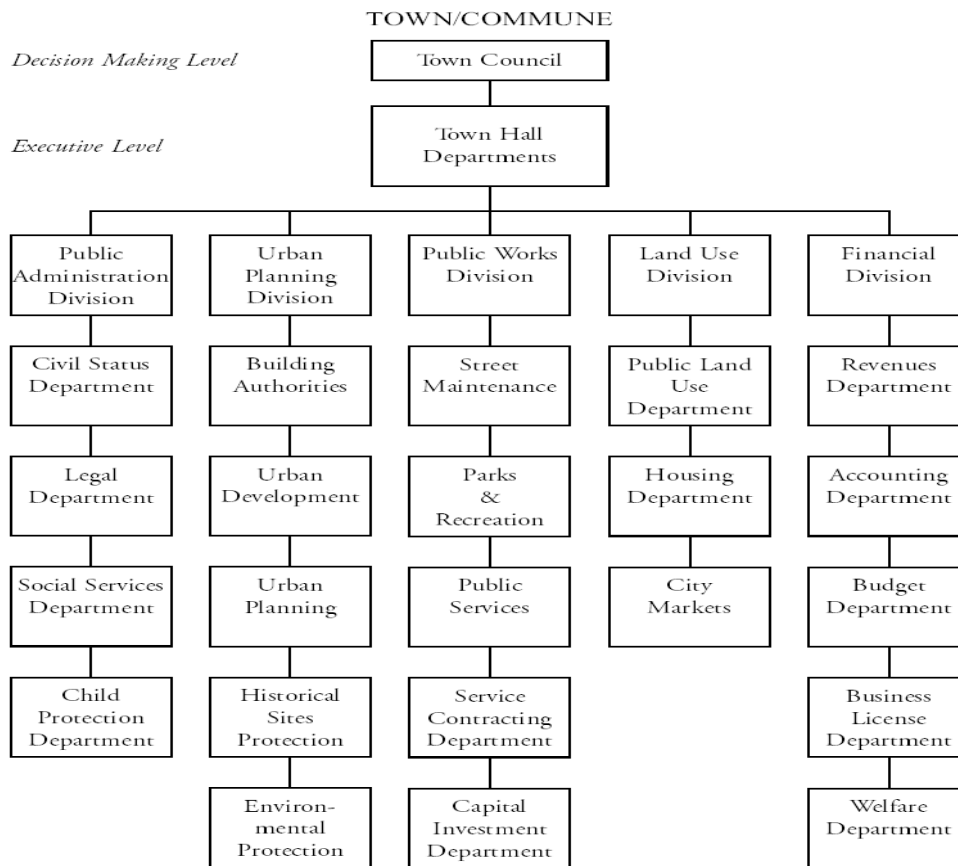 TOWN/COMMUNE
Decision Making Level
Town Council
Executive Level
Town Hall
Departments
Public
Administration
Division
Urban
Planning
Division
Public Works
Division
Land Use
Division
Financial
Division
Civil Status
Department
Building
Authorities
Street
Maintenance
Public Land
Use
Department
Revenues
Department
Legal
Department
Urban
Development
Parks
&
Recreation
Housing
Department
Accounting
Department
Social Services
Department
Urban
Planning
Public
Services
City
Markets
Budget
Department
Child
Protection
Department
Historical
Sites
Protection
Service
Contracting
Department
Business
License
Department
Environ-
mental
Protection
Capital
Investment
Department
Welfare
Department